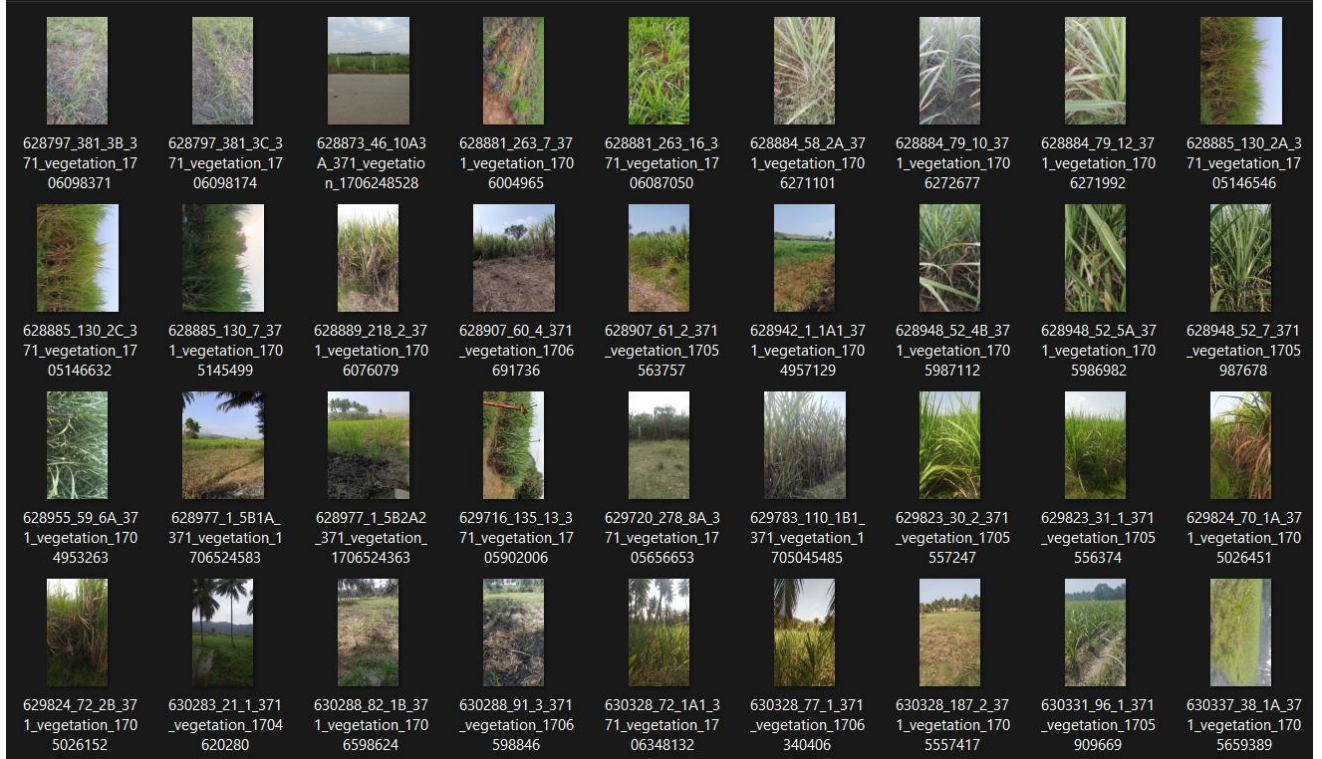 628797_381_3B_3
71_vegetation_17
06098371
628797_381_3C_3
71_vegetation_17
06098174
628873_46_10A3
A_371_vegetatio
n_1706248528
628881_263_7_37
1_vegetation_170
6004965
628881_263_16_3
71_vegetation_17
06087050
628884_58_2A_37
1_vegetation_170
6271101
628884_79_10_37
1_vegetation_170
6272677
628884_79_12_37
1_vegetation_170
6271992
628885_130_2A_3
71_vegetation_17
05146546
628885_130_2C_3
71_vegetation_17
05146632
628885_130_7_37
1_vegetation_170
5145499
628889_218_2_37
1_vegetation_170
6076079
628907_60_4_371
_vegetation_1706
691736
628907_61_2_371
_vegetation_1705
563757
628942_1_1A1_37
1_vegetation_170
4957129
628948_52_4B_37
1_vegetation_170
5987112
628948_52_5A_37
1_vegetation_170
5986982
628948_52_7_371
_vegetation_1705
987678
628955_59_6A_37
1_vegetation_170
4953263
628977_1_5B1A_
371_vegetation_1
706524583
628977_1_5B2A2
_371_vegetation_
1706524363
629716_135_13_3
71_vegetation_17
05902006
629720_278_8A_3
71_vegetation_17
05656653
629783_110_1B1_
371_vegetation_1
705045485
629823_30_2_371
_vegetation_1705
557247
629823_31_1_371
_vegetation_1705
556374
629824_70_1A_37
1_vegetation_170
5026451
629824_72_2B_37
1_vegetation_170
5026152
630283_21_1_371
_vegetation_1704
620280
630288_82_1B_37
1_vegetation_170
6598624
630288_91_3_371
_vegetation_1706
598846
630328_72_1A1_3
71_vegetation_17
06348132
630328_77_1_371
_vegetation_1706
340406
630328_187_2_37
1_vegetation_170
5557417
630331_96_1_371
_vegetation_1705
909669
630337_38_1A_37
1_vegetation_170
5659389